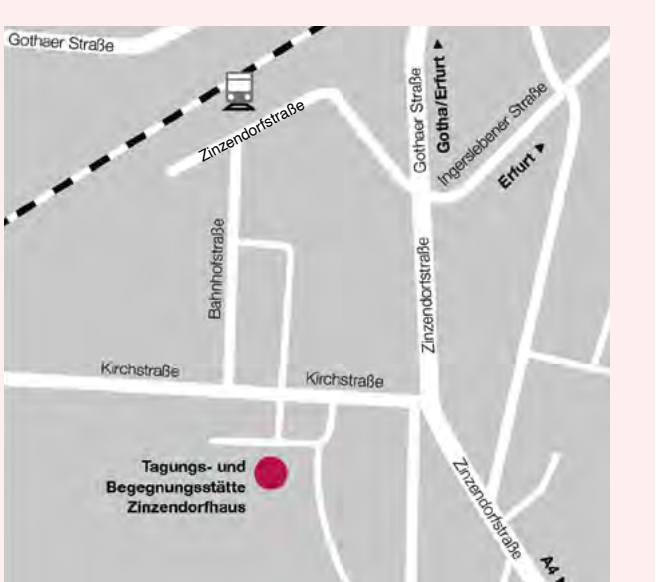 Gothaer Straße
Zinzendorfstraße
Gothaer Straße
Gotha/Erfurt
Ingerslebener Straße
Erfurt
Bahnhofstraße
Zinzendorfstraße
Kirchstraße
Kirchstraße
Tagungs- und
Begegnungsstätte
Zinzendorfhaus
Zinzendorfstraße
A4